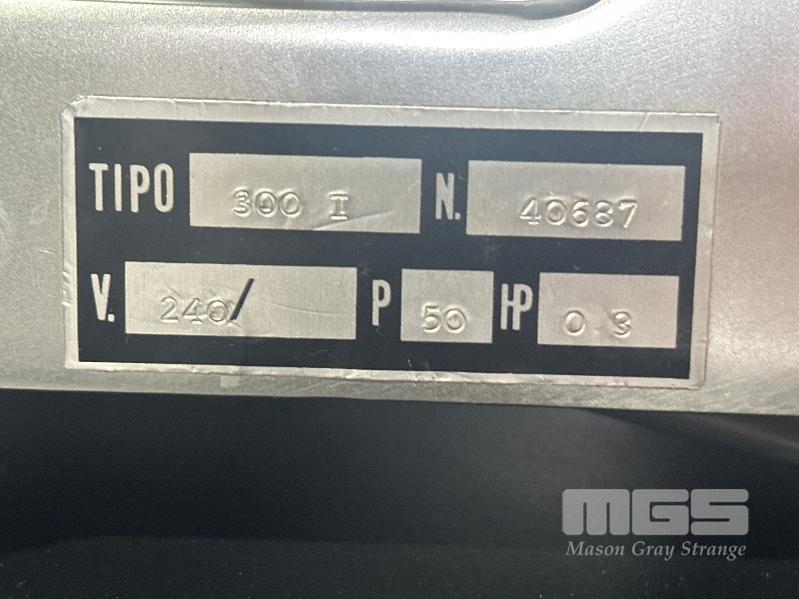 TIPO 300 I N. 40687
V. 240/ P 50 HP 0 3
MGS
Mason Gray Strange